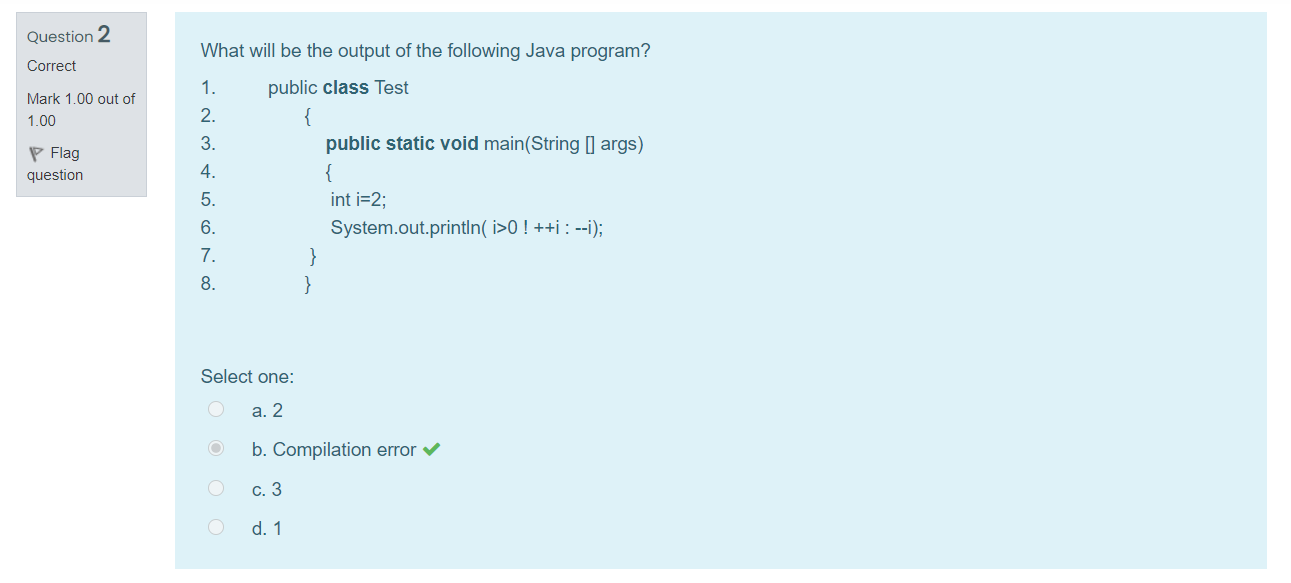 Question 2
Correct
Mark 1.00 out of
1.00
Flag
question
What will be the output of the following Java program?
1. public class Test
2. {
3. public static void main(String [] args)
4. {
5. int i=2;
6. System.out.println( i>0 ! ++i : --i);
7. }
8. }
Select one:
a. 2
b. Compilation error
c. 3
d. 1